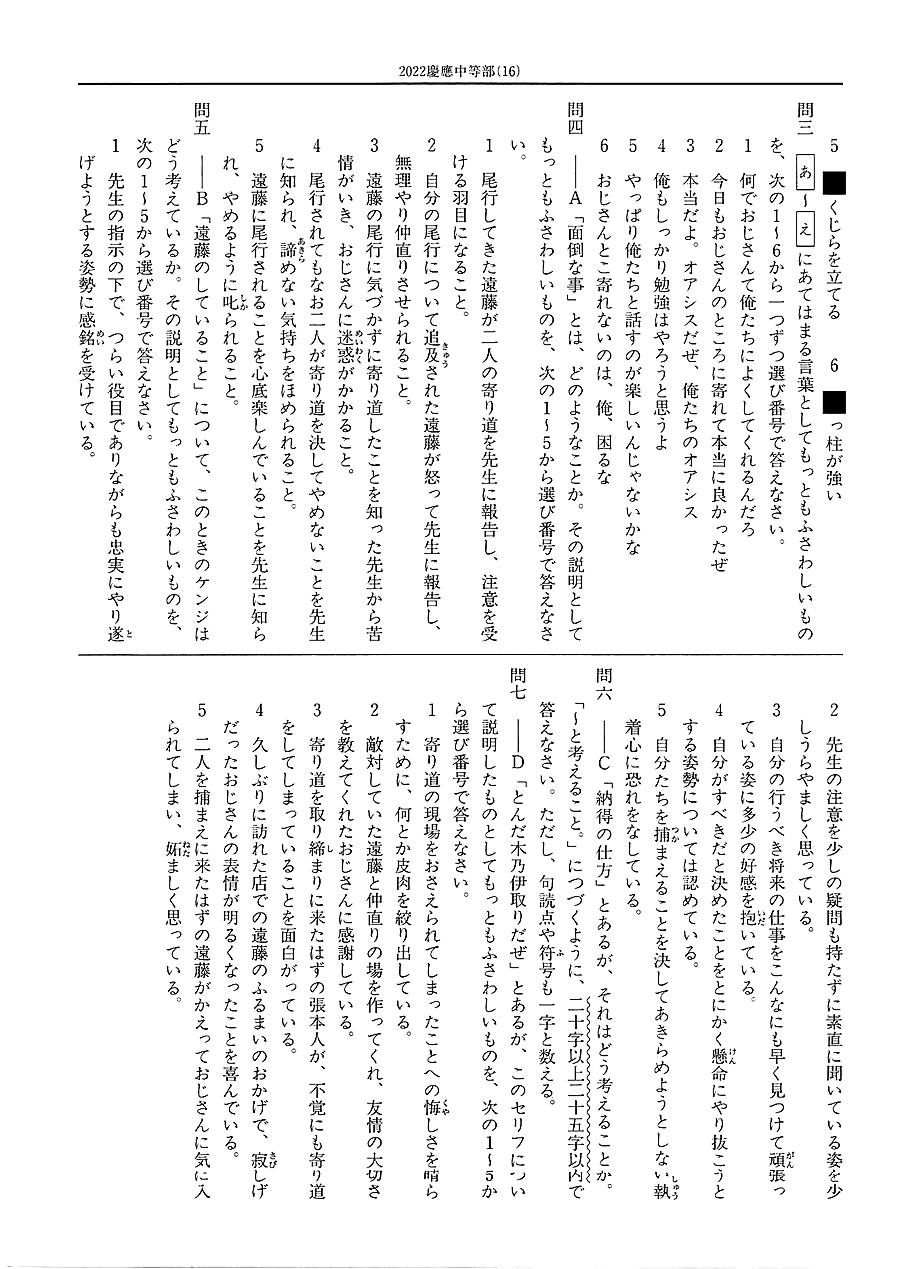 2022慶應中等部(16)
5 ■くじらを立てる 6 ■っ柱が強い
問三 あ～えにあてはまる言葉としてもっともふさわしいもの
を、次の1～6から一つずつ選び番号で答えなさい。
1 何でおじさんて俺たちによくしてくれるんだろ
2 今日もおじさんのところに寄れて本当に良かったぜ
3 本当だよ。オアシスだぜ、俺たちのオアシス
4 俺もしっかり勉強はやろうと思うよ
5 やっぱり俺たちと話すのが楽しいんじゃないかな
6 おじさんとこ寄れないのは、俺、困るな
問四 ――A「面倒な事」とは、どのようなことか。その説明として
もっともふさわしいものを、次の1～5から選び番号で答えなさ
い。
1 尾行してきた遠藤が二人の寄り道を先生に報告し、注意を受
ける羽目になること。
2 自分の尾行について追及きゅうされた遠藤が怒って先生に報告し、
無理やり仲直りさせられること。
3 遠藤の尾行に気づかずに寄り道したことを知った先生から苦
情がいき、おじさんに迷惑めいわくがかかること。
4 尾行されてもなお二人が寄り道を決してやめないことを先生
に知られ、諦あきらめない気持ちをほめられること。
5 遠藤に尾行されることを心底楽しんでいることを先生に知ら
れ、やめるように叱しかられること。
問五 ――B「遠藤のしていること」について、このときのケンジは
どう考えているか。その説明としてもっともふさわしいものを、
次の1～5から選び番号で答えなさい。
1 先生の指示の下で、つらい役目でありながらも忠実にやり遂と
げようとする姿勢に感銘めいを受けている。
2 先生の注意を少しの疑問も持たずに素直に聞いている姿を少
しうらやましく思っている。
3 自分の行うべき将来の仕事をこんなにも早く見つけて頑がん張っ
ている姿に多少の好感を抱いだいている。
4 自分がすべきだと決めたことをとにかく懸けん命にやり抜こうと
する姿勢については認めている。
5 自分たちを捕つかまえることを決してあきらめようとしない執しゅう
着心に恐れをなしている。
問六 ――C「納得の仕方」とあるが、それはどう考えることか。
「～と考えること。」につづくように、二十字以上二十五字以内で
答えなさい。ただし、句読点や符ふ号も一字と数える。
問七 ――D「とんだ木乃伊取りだぜ」とあるが、このセリフについ
て説明したものとしてもっともふさわしいものを、次の1～5か
ら選び番号で答えなさい。
1 寄り道の現場をおさえられてしまったことへの悔くやしさを晴ら
すために、何とか皮肉を絞り出している。
2 敵対していた遠藤と仲直りの場を作ってくれ、友情の大切さ
を教えてくれたおじさんに感謝している。
3 寄り道を取り締しまりに来たはずの張本人が、不覚にも寄り道
をしてしまっていることを面白がっている。
4 久しぶりに訪れた店での遠藤のふるまいのおかげで、寂さびしげ
だったおじさんの表情が明るくなったことを喜んでいる。
5 二人を捕まえに来たはずの遠藤がかえっておじさんに気に入
られてしまい、妬ねたましく思っている。